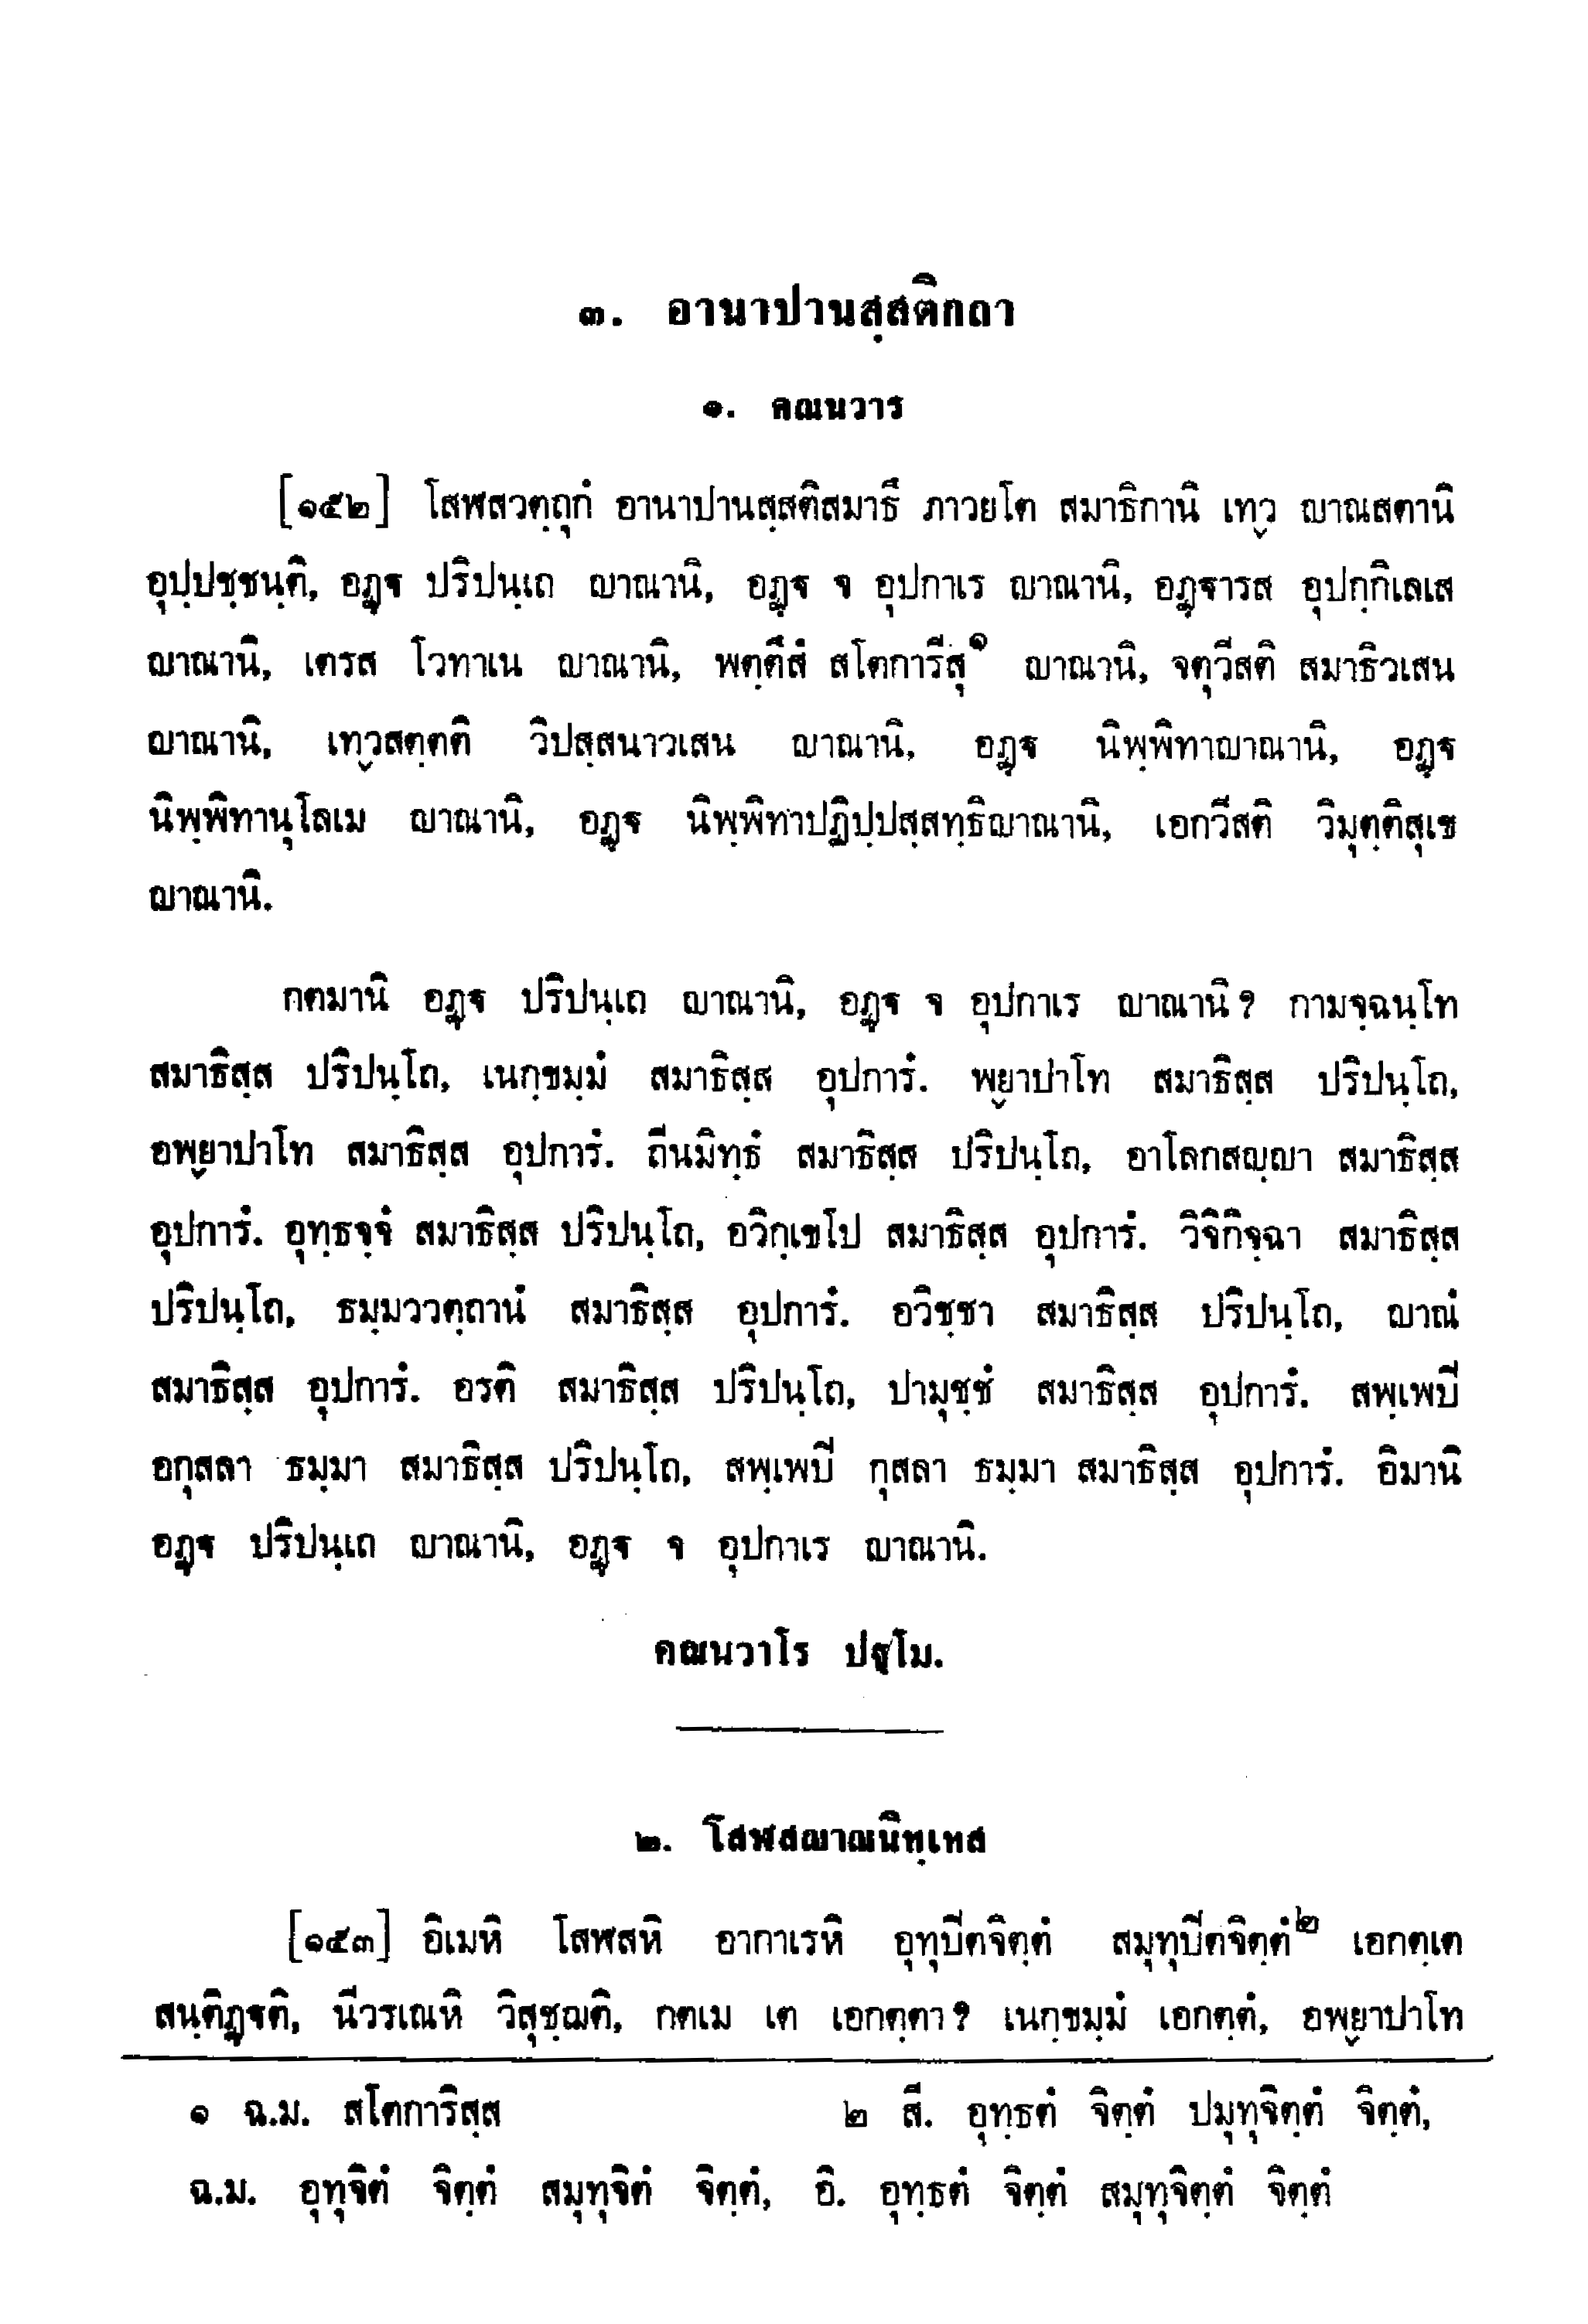 ๓. อานาปานสฺสติกถา
๑. คณนวาร
[๑๕๒] โสฬสวตฺถุกํ อานาปานสฺสติสมาธึ ภาวยโต สมาธิกานิ เทฺว ญาณสตานิ
อุปฺปชฺชนฺติ, อฏฺฐ ปริปนฺเถ ญาณานิ, อฏฺฐ จ อุปกาเร ญาณานิ, อฏฺฐารส อุปกฺกิเลเส
ญาณานิ, เตรส โวทาเน ญาณานิ, พตฺตึสํ สโตการีสุ๑ ญาณานิ, จตุวีสติ สมาธิวเสน
ญาณานิ, เทฺวสตฺตติ วิปสฺสนาวเสน ญาณานิ, อฏฺฐ นิพฺพิทาญาณานิ, อฏฺฐ
นิพฺพิทานุโลเม ญาณานิ, อฏฺฐ นิพฺพิทาปฏิปฺปสฺสทฺธิญาณานิ, เอกวีสติ วิมุตฺติสุเข
ญาณานิ.
กตมานิ อฏฺฐ ปริปนฺเถ ญาณานิ, อฏฺฐ จ อุปกาเร ญาณานิ? กามจฺฉนฺโท
สมาธิสฺส ปริปนฺโถ, เนกฺขมฺมํ สมาธิสฺส อุปการํ. พฺยาปาโท สมาธิสฺส ปริปนฺโถ,
อพฺยาปาโท สมาธิสฺส อุปการํ. ถีนมิทฺธํ สมาธิสฺส ปริปนฺโถ, อาโลกสญฺญา สมาธิสฺส
อุปการํ. อุทฺธจฺจํ สมาธิสฺส ปริปนฺโถ, อวิกฺเขโป สมาธิสฺส อุปการํ. วิจิกิจฺฉา สมาธิสฺส
ปริปนฺโถ, ธมฺมววตฺถานํ สมาธิสฺส อุปการํ. อวิชฺชา สมาธิสฺส ปริปนฺโถ, ญาณํ
สมาธิสฺส อุปการํ. อรติ สมาธิสฺส ปริปนฺโถ, ปามุชฺชํ สมาธิสฺส อุปการํ. สพฺเพปี
อกุสลา ธมฺมา สมาธิสฺส ปริปนฺโถ, สพฺเพปี กุสลา ธมฺมา สมาธิสฺส อุปการํ. อิมานิ
อฏฺฐ ปริปนฺเถ ญาณานิ, อฏฺฐ จ อุปกาเร ญาณานิ.
คณนวาโร ปฐโม.
๒. โสฬสญาณนิทฺเทส
[๑๕๓] อิเมหิ โสฬสหิ อากาเรหิ อุทุปีตจิตฺตํ สมุทุปีตจิตฺตํ๒ เอกตฺเต
สนฺติฏฺฐติ, นีวรเณหิ วิสุชฺฌติ, กตเม เต เอกตฺตา? เนกฺขมฺมํ เอกตฺตํ, อพฺยาปาโท
๑ ฉ.ม. สโตการิสฺส ๒ สี. อุทฺธตํ จิตฺตํ ปมุทุจิตฺตํ จิตฺตํ,
ฉ.ม. อุทุจิตํ จิตฺตํ สมุทุจิตํ จิตฺตํ, อิ. อุทฺธตํ จิตฺตํ สมุทุจิตฺตํ จิตฺตํ